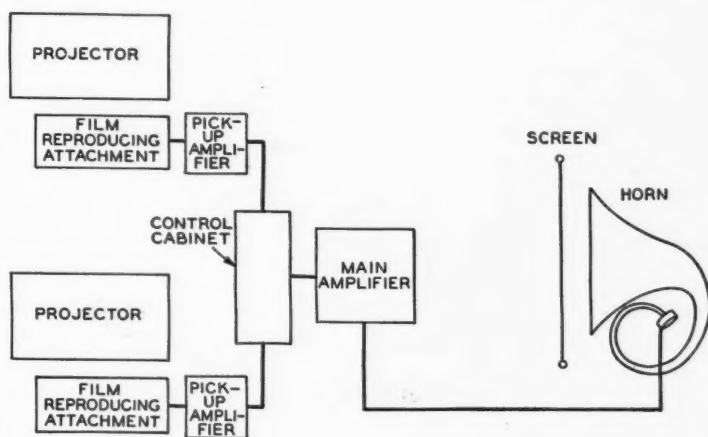 PROJECTOR
FILM
REPRODUCING
ATTACHMENT
PICK-
UP
AMPLI-
FIER
SCREEN
HORN
CONTROL
CABINET
MAIN
AMPLIFIER
PROJECTOR
FILM
REPRODUCING
ATTACHMENT
PICK-
UP
AMPLI-
FIER